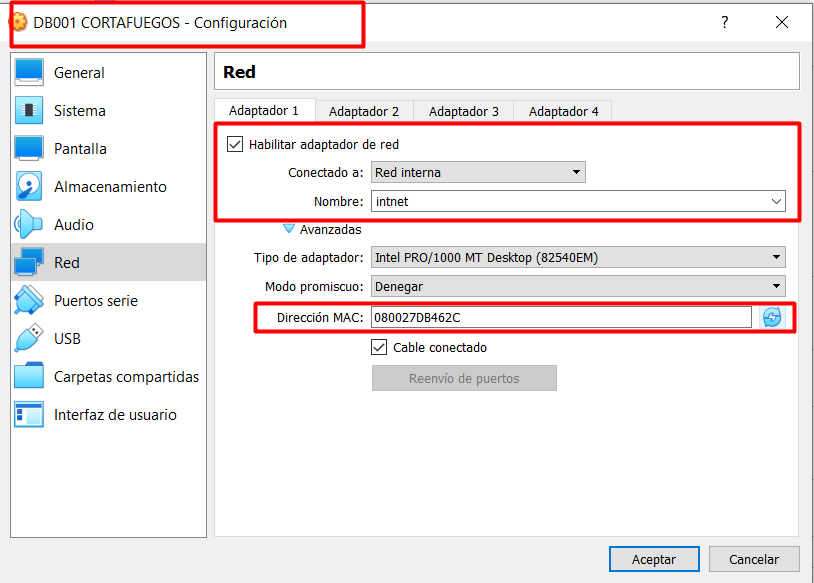 DB001 CORTAFUEGOS - Configuración
?
General
Sistema
Pantalla
Almacenamiento
Audio
Red
Puertos serie
USB
Carpetas compartidas
Interfaz de usuario
Red
Adaptador 1 Adaptador 2 Adaptador 3 Adaptador 4
Habilitar adaptador de red
Conectado a: Red interna
Nombre: intnet
Avanzadas
Tipo de adaptador: Intel PRO/1000 MT Desktop (82540EM)
Modo promiscuo: Denegar
Dirección MAC: 080027DB462C
Cable conectado
Reenvío de puertos
Aceptar Cancelar